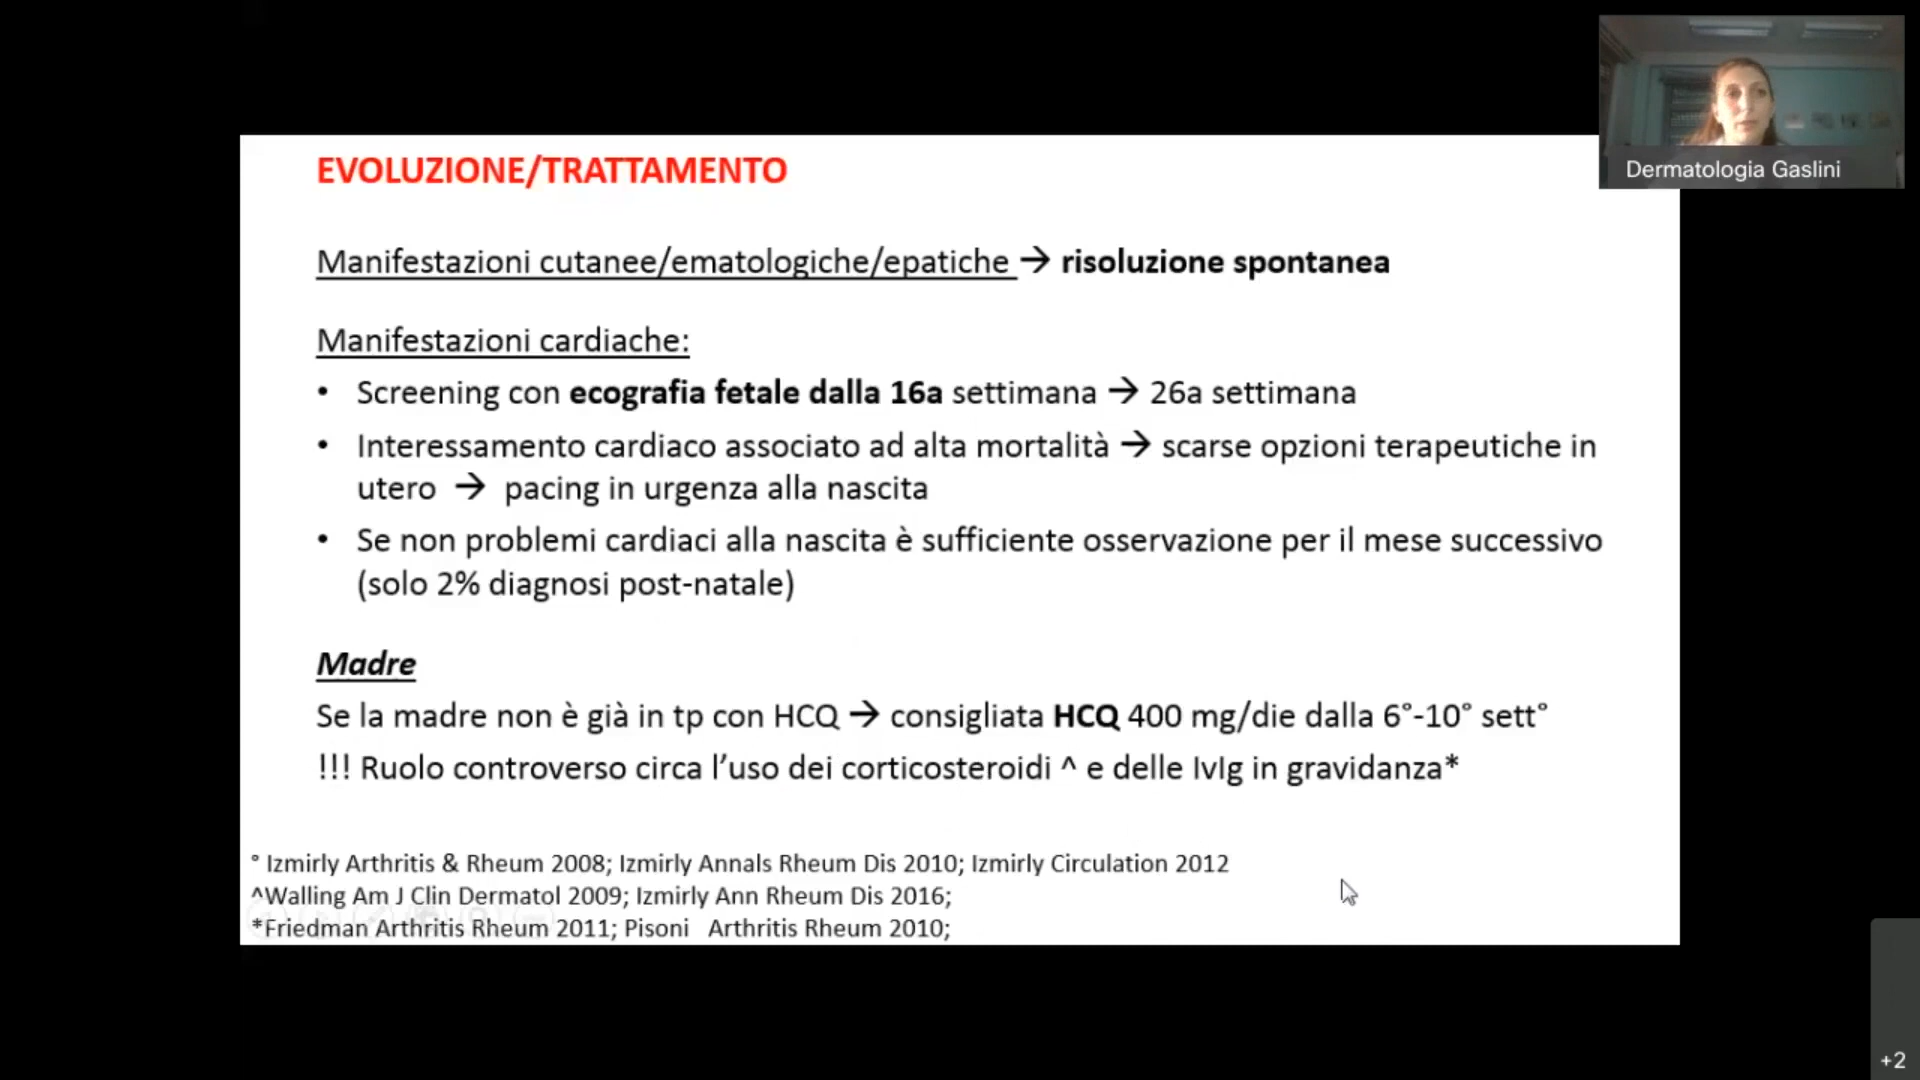 Dermatologia Gaslini
EVOLUZIONE/TRATTAMENTO
Manifestazioni cutanee/ematologiche/epatiche → risoluzione spontanea
Manifestazioni cardiache:
• Screening con ecografia fetale dalla 16a settimana → 26a settimana
• Interessamento cardiaco associato ad alta mortalità → scarse opzioni terapeutiche in
utero → pacing in urgenza alla nascita
• Se non problemi cardiaci alla nascita è sufficiente osservazione per il mese successivo
(solo 2% diagnosi post-natale)
Madre
Se la madre non è già in tp con HCQ → consigliata HCQ 400 mg/die dalla 6°-10° sett°
!!! Ruolo controverso circa l’uso dei corticosteroidi ^ e delle IvIg in gravidanza*
° Izmirly Arthritis & Rheum 2008; Izmirly Annals Rheum Dis 2010; Izmirly Circulation 2012
^Walling Am J Clin Dermatol 2009; Izmirly Ann Rheum Dis 2016;
*Friedman Arthritis Rheum 2011; Pisoni Arthritis Rheum 2010;
+2